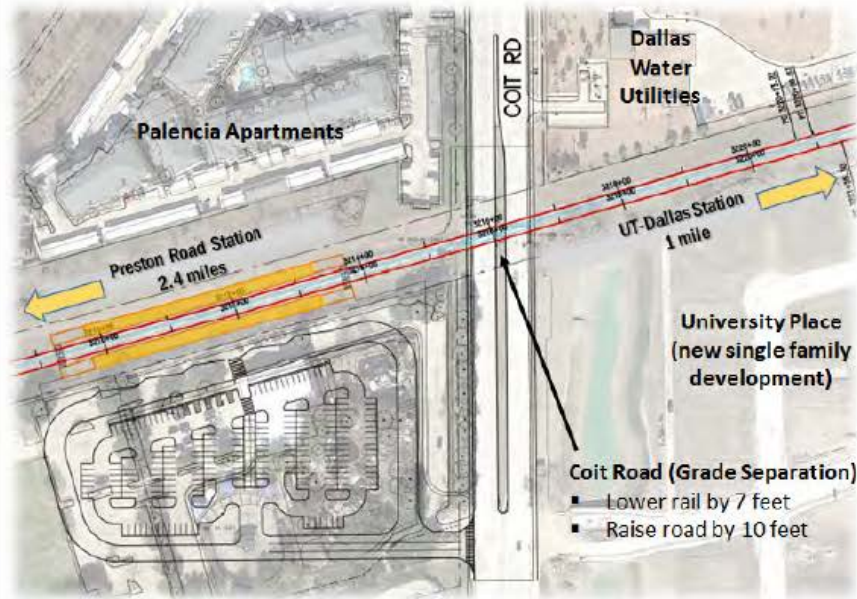 COIT RD
Dallas
Water
Utilities
Palencia Apartments
Preston Road Station
2.4 miles
UT-Dallas Station
1 mile
University Place
(new single family
development)
Coit Road (Grade Separation)
▪ Lower rail by 7 feet
▪ Raise road by 10 feet